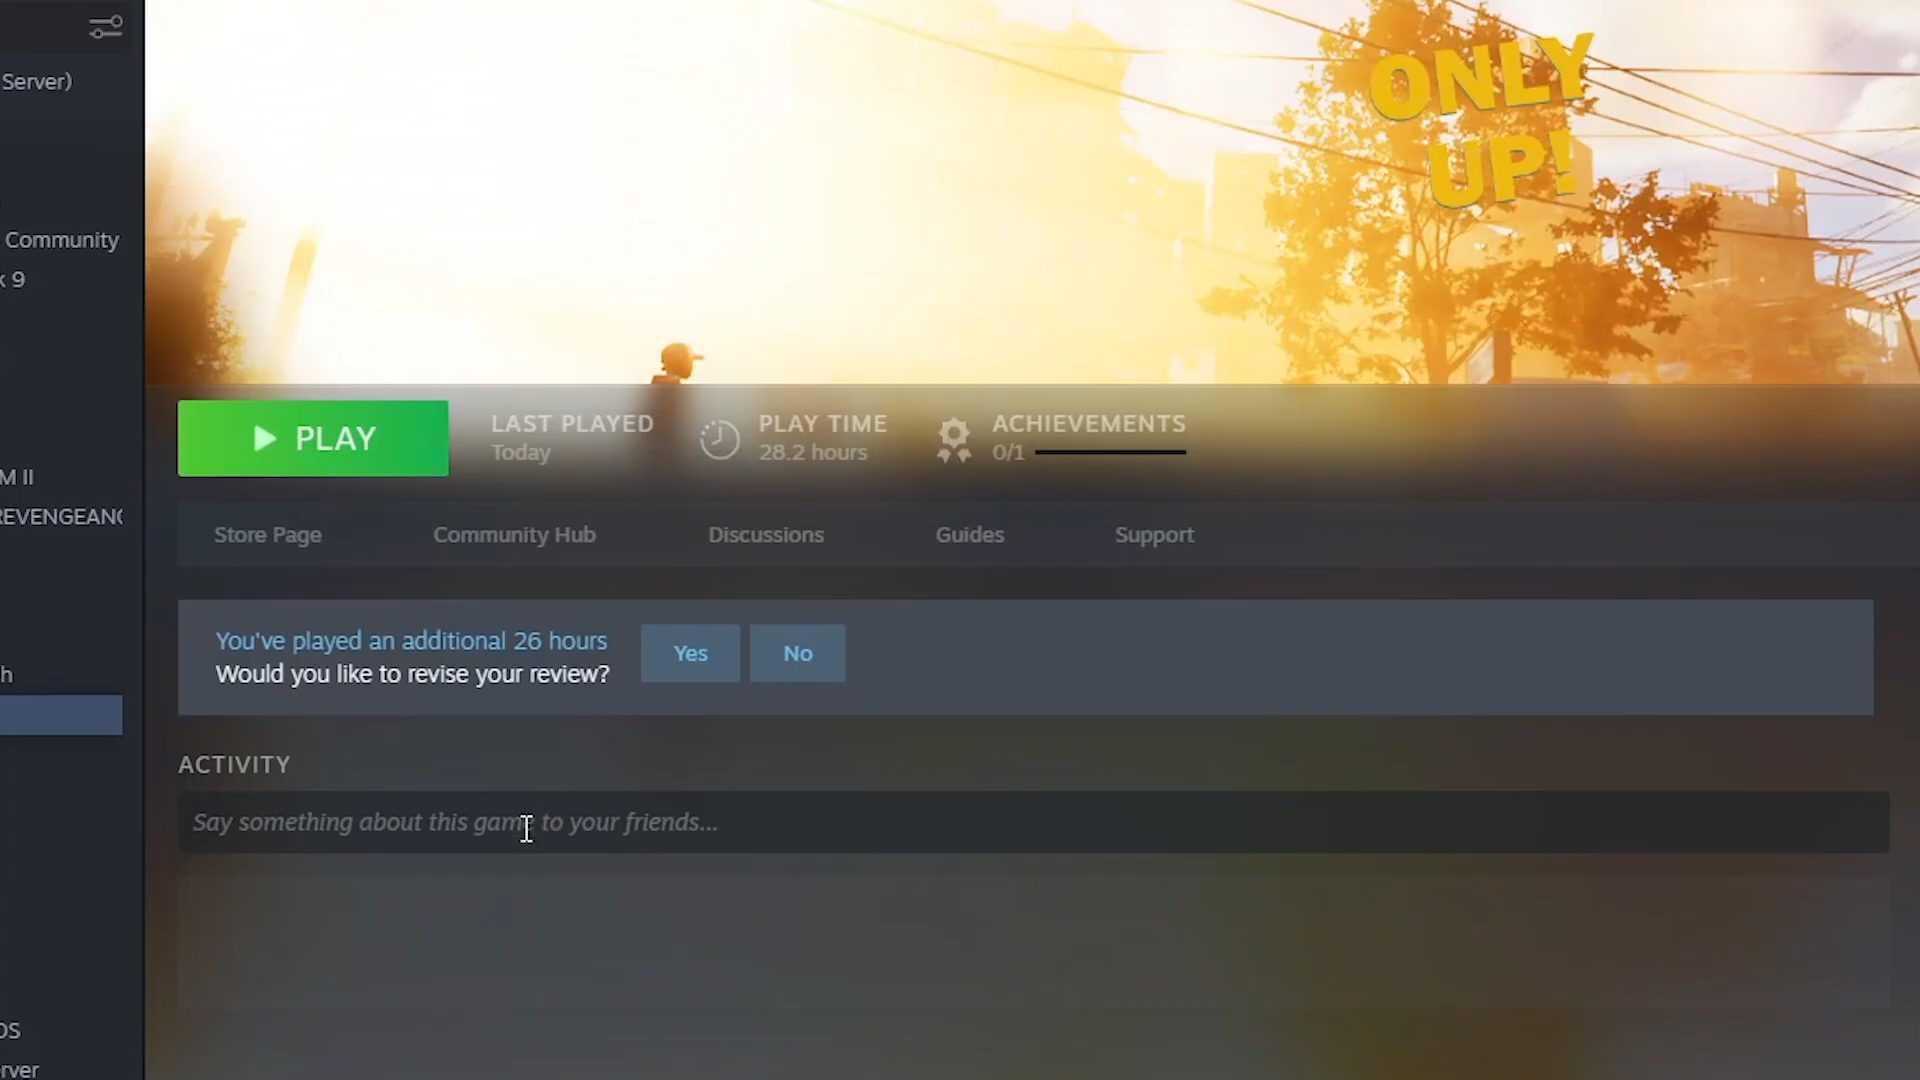 Server)
Community
9
M II
REVENGEANC
h
OS
erver
ONLY
UP!
PLAY
LAST PLAYED
Today
PLAY TIME
28.2 hours
ACHIEVEMENTS
0/1
Store Page
Community Hub
Discussions
Guides
Support
You've played an additional 26 hours
Would you like to revise your review?
Yes
No
ACTIVITY
Say something about this game to your friends...